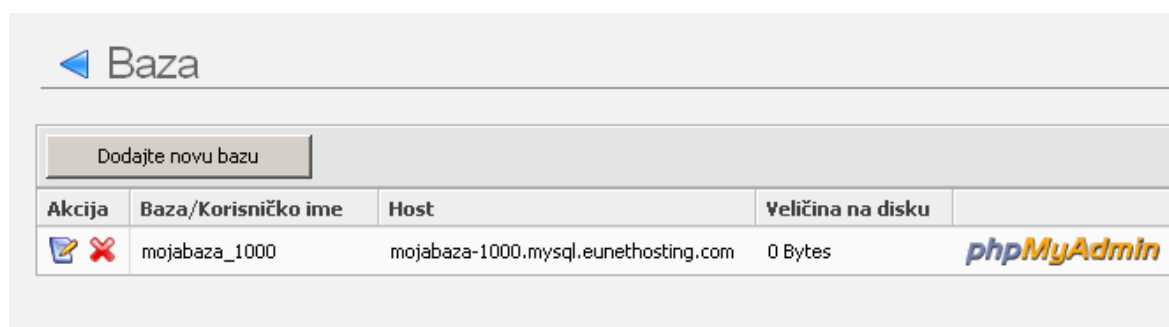 Baza
Dodajte novu bazu
Akcija Baza/Korisničko ime Host Veličina na disku
mojabaza_1000 mojabaza-1000.mysql.eunethosting.com 0 Bytes phpMyAdmin